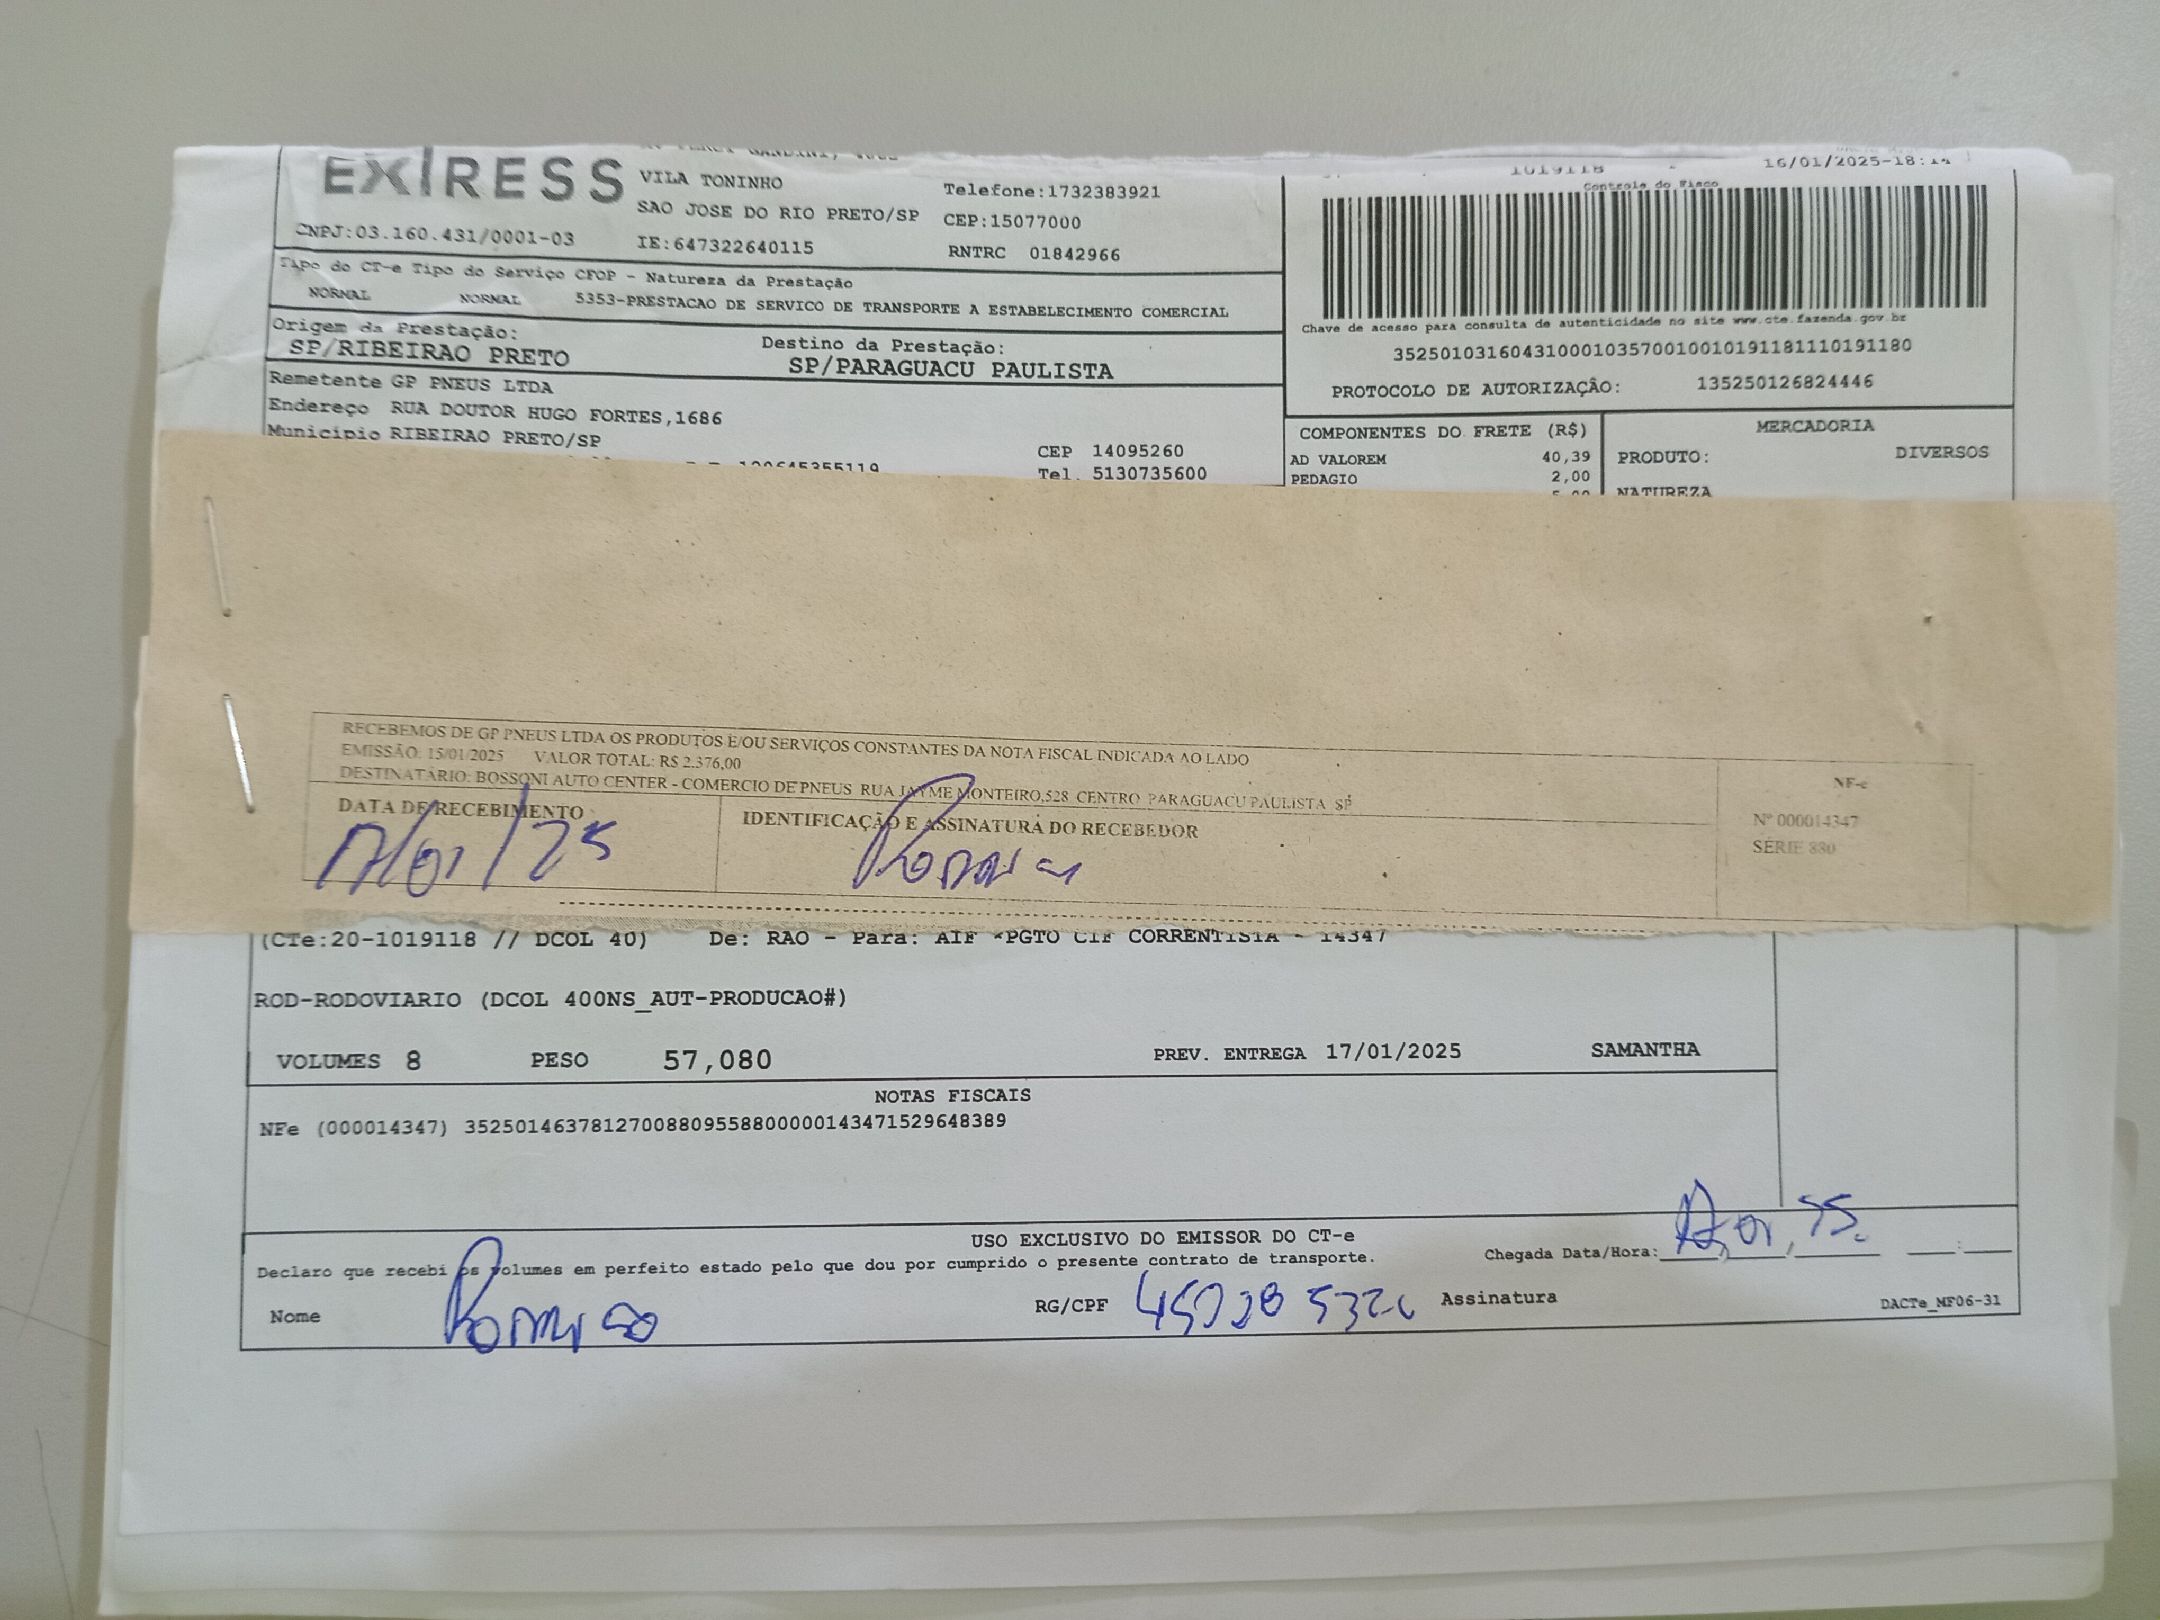 EX/RESS
VILA TONINHO
Telefone:1732383921
SAO JOSE DO RIO PRETO/SP
CEP:15077000
CNPJ:03.160.431/0001-03
IE:647322640115
RNTRC 01842966
1019118
16/01/2025-18:14
Controle do Fisco
Tipo do CT-e Tipo do Serviço CFOP - Natureza da Prestação
NORMAL NORMAL 5353-PRESTACAO DE SERVICO DE TRANSPORTE A ESTABELECIMENTO COMERCIAL
Origem da Prestação:
SP/RIBEIRAO PRETO
Destino da Prestação:
SP/PARAGUACU PAULISTA
Chave de acesso para consulta de autenticidade no site www.cte.fazenda.gov.br
35250103160431000103570010010191181110191180
PROTOCOLO DE AUTORIZAÇÃO: 135250126824446
Remetente GP PNEUS LTDA
Endereço RUA DOUTOR HUGO FORTES,1686
Municipio RIBEIRAO PRETO/SP
CEP 14095260
Tel. 5130735600
COMPONENTES DO FRETE (R$)
AD VALOREM 40,39
PEDAGIO 2,00
MERCADORIA
PRODUTO: DIVERSOS
NATUREZA
RECEBEMOS DE GP PNEUS LTDA OS PRODUTOS E/OU SERVIÇOS CONSTANTES DA NOTA FISCAL INDICADA AO LADO
EMISSÃO: 15/01/2025 VALOR TOTAL: R$ 2.376,00
DESTINATÁRIO: BOSSONI AUTO CENTER - COMERCIO DE PNEUS RUA JAYME MONTEIRO,528 CENTRO PARAGUACU PAULISTA SP
DATA DE RECEBIMENTO
17/01/25
IDENTIFICAÇÃO E ASSINATURA DO RECEBEDOR
NF-e
Nº 000014347
SÉRIE 880
(CTe:20-1019118 // DCOL 40) De: RAO - Para: AIF *PGTO CIF CORRENTISTA - 14347
ROD-RODOVIARIO (DCOL 400NS_AUT-PRODUCAO#)
VOLUMES 8 PESO 57,080 PREV. ENTREGA 17/01/2025 SAMANTHA
NOTAS FISCAIS
NFe (000014347) 35250146378127008809558800000143471529648389
USO EXCLUSIVO DO EMISSOR DO CT-e
Declaro que recebi os volumes em perfeito estado pelo que dou por cumprido o presente contrato de transporte.
Chegada Data/Hora:
Nome Rodrigo
RG/CPF
Assinatura
DACTe_MF06-31